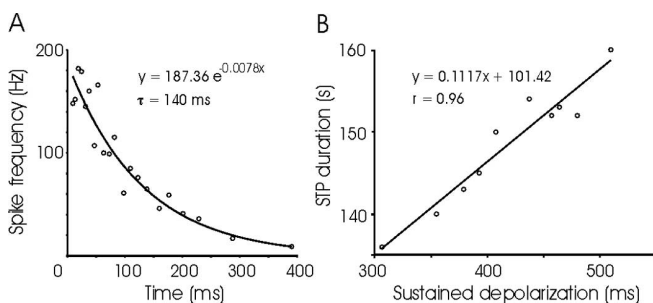 A
B
200
y = 187.36 e-0.0078x
τ = 140 ms
100
0
0 100 200 300 400
Spike frequency (Hz)
Time (ms)
160
y = 0.1117x + 101.42
r = 0.96
150
140
300 400 500
STP duration (s)
Sustained depolarization (ms)